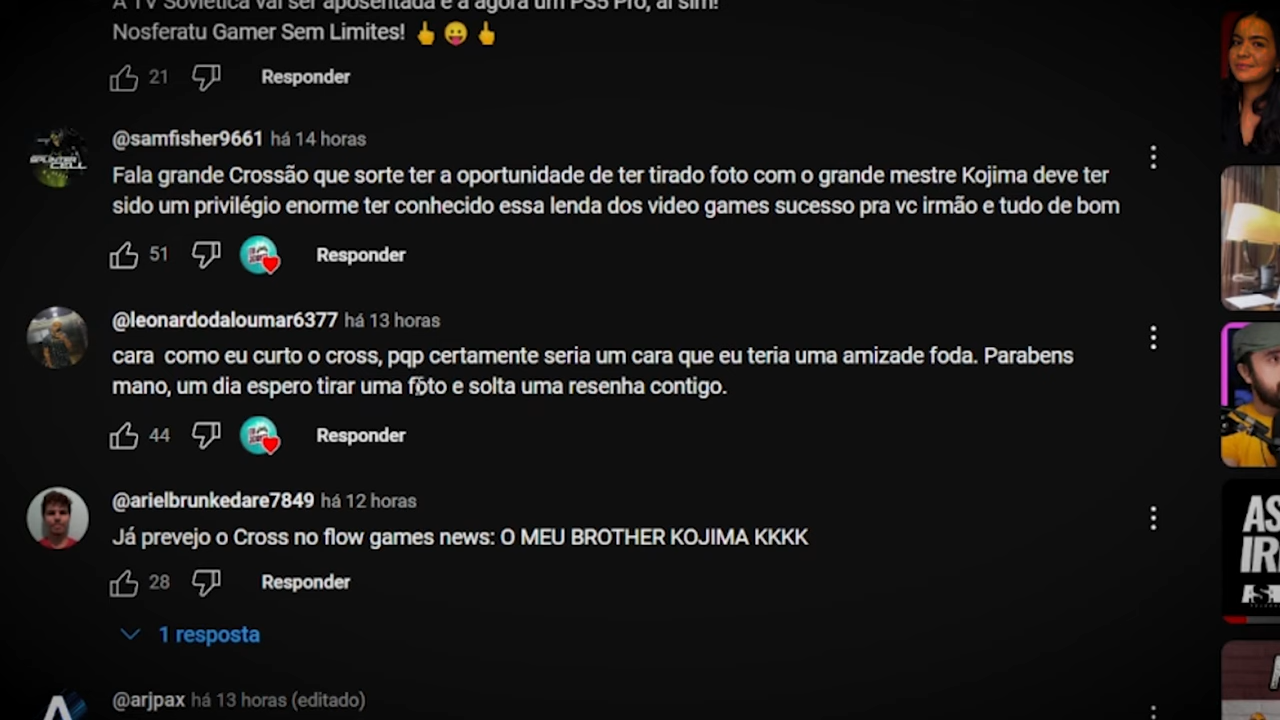 A TV Soviética vai ser aposentada e a agora um PS5 Pro, aí sim!
Nosferatu Gamer Sem Limites! 👆😛👆
21 Responder
@samfisher9661 há 14 horas
Fala grande Crossão que sorte ter a oportunidade de ter tirado foto com o grande mestre Kojima deve ter
sido um privilégio enorme ter conhecido essa lenda dos video games sucesso pra vc irmão e tudo de bom
51 Responder
@leonardodaloumar6377 há 13 horas
cara como eu curto o cross, pqp certamente seria um cara que eu teria uma amizade foda. Parabens
mano, um dia espero tirar uma foto e solta uma resenha contigo.
44 Responder
@arielbrunkedare7849 há 12 horas
Já prevejo o Cross no flow games news: O MEU BROTHER KOJIMA KKKK
28 Responder
1 resposta
@arjpax há 13 horas (editado)